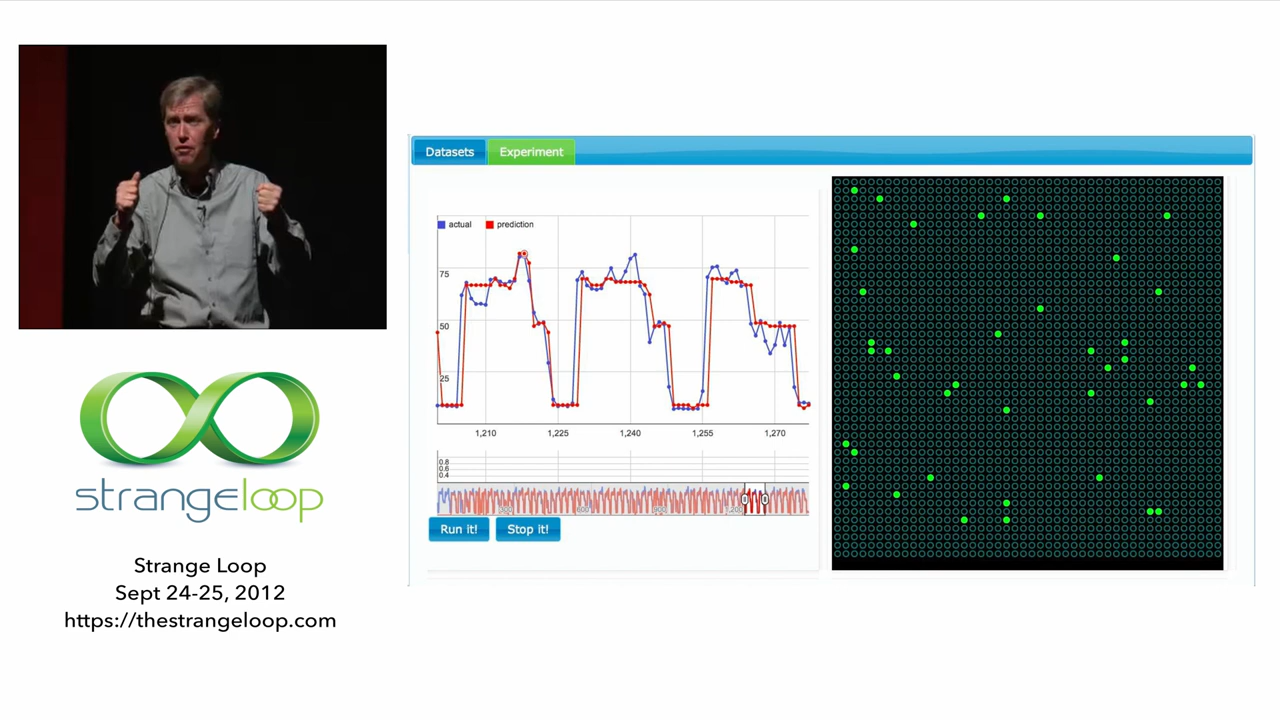 Datasets
Experiment
actual
prediction
75
50
25
1,210
1,225
1,240
1,255
1,270
0.8
0.6
0.4
600
Run it!
Stop it!
strangeloop
Strange Loop
Sept 24-25, 2012
https://thestrangeloop.com